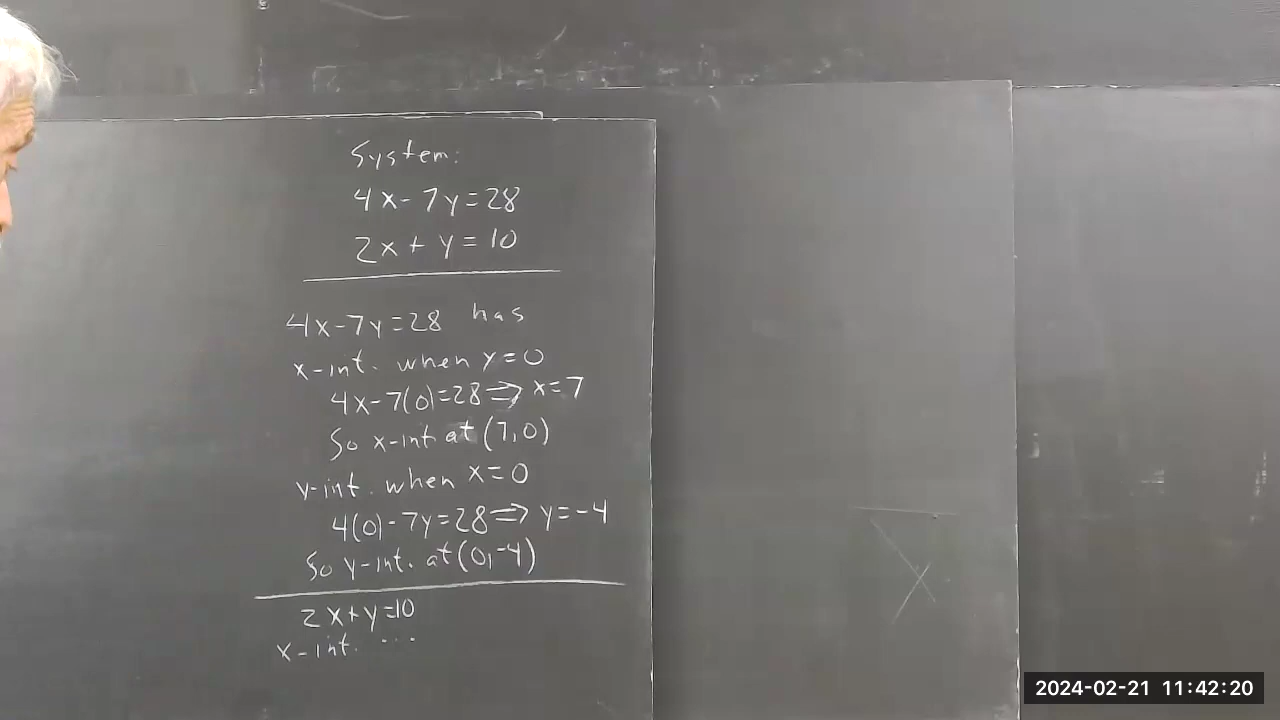 System:
4x-7y=28
2x+y=10
4x-7y=28 has
x-int. when y=0
4x-7(0)=28⇒x=7
So x-int at (7,0)
y-int. when x=0
4(0)-7y=28⇒y=-4
So y-int. at (0,-4)
2x+y=10
x-int. ...
2024-02-21 11:42:20